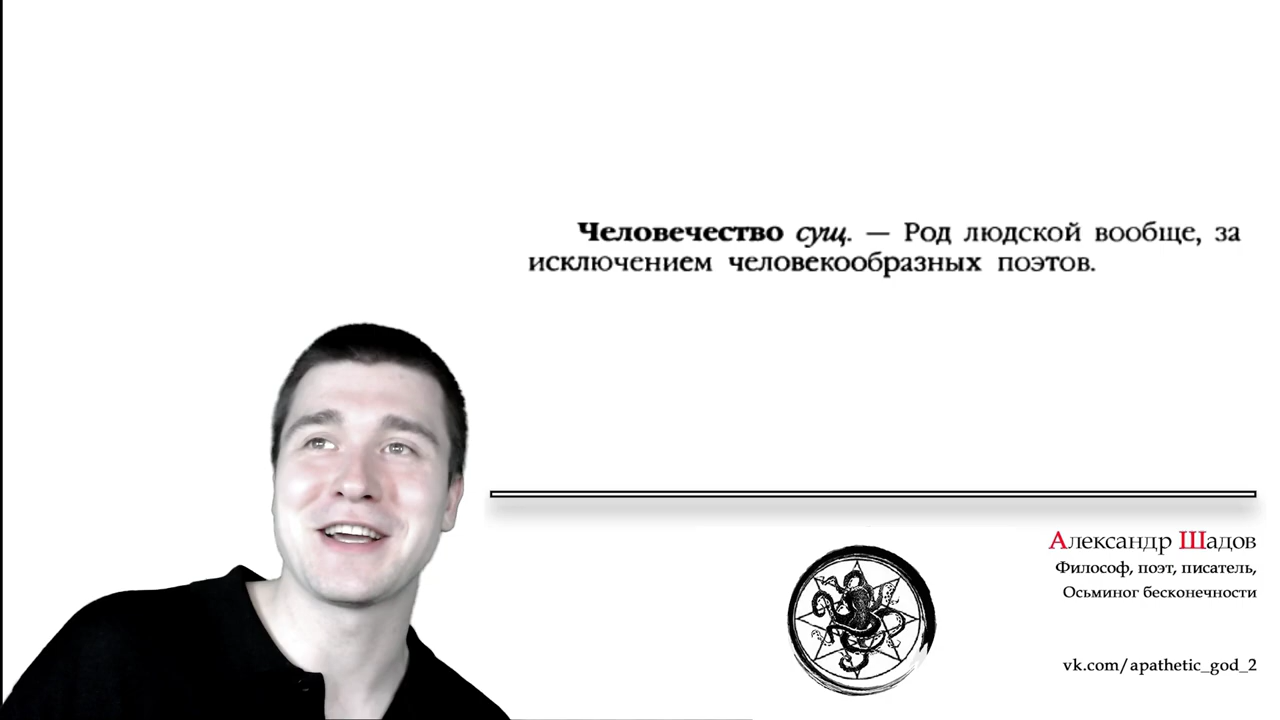 Человечество сущ. — Род людской вообще, за
исключением человекообразных поэтов.
Александр Шадов
Философ, поэт, писатель,
Осьминог бесконечности
vk.com/apathetic_god_2